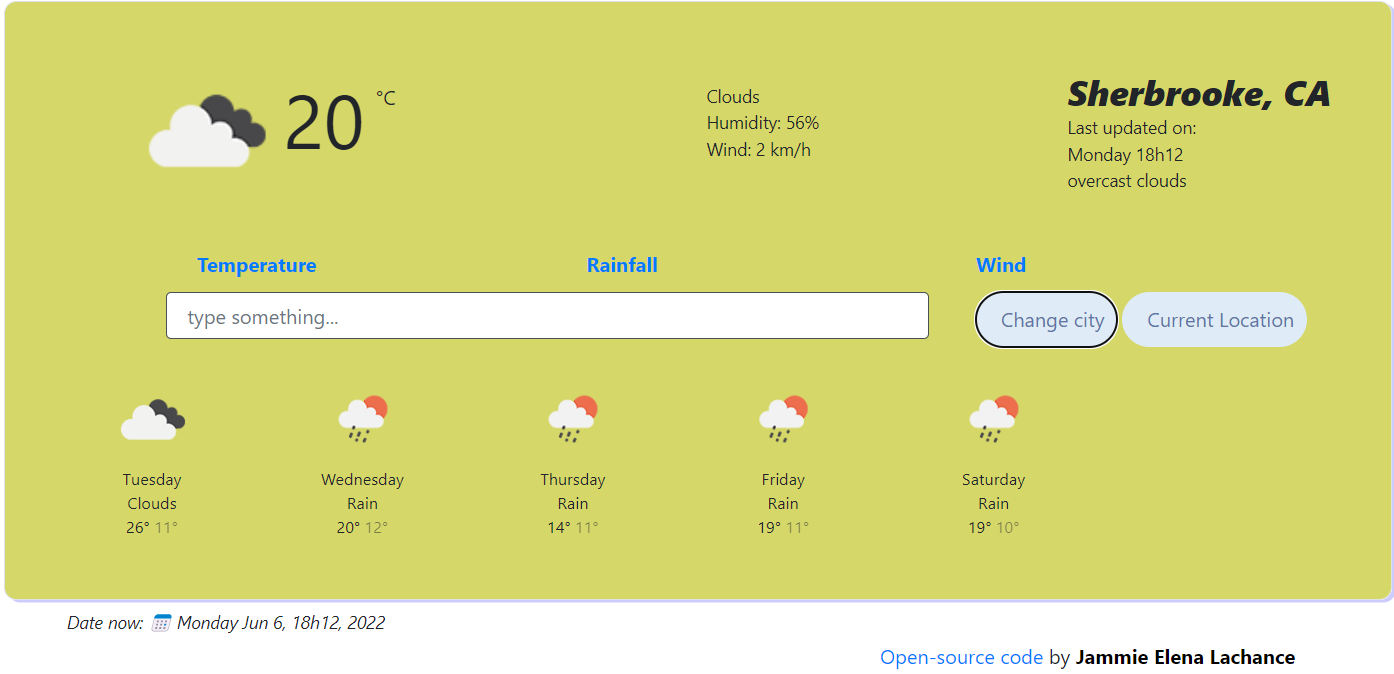 20 °C
Clouds
Humidity: 56%
Wind: 2 km/h
Sherbrooke, CA
Last updated on:
Monday 18h12
overcast clouds
Temperature
Rainfall
Wind
type something...
Change city
Current Location
Tuesday
Clouds
26° 11°
Wednesday
Rain
20° 12°
Thursday
Rain
14° 11°
Friday
Rain
19° 11°
Saturday
Rain
19° 10°
Date now: Monday Jun 6, 18h12, 2022
Open-source code by Jammie Elena Lachance